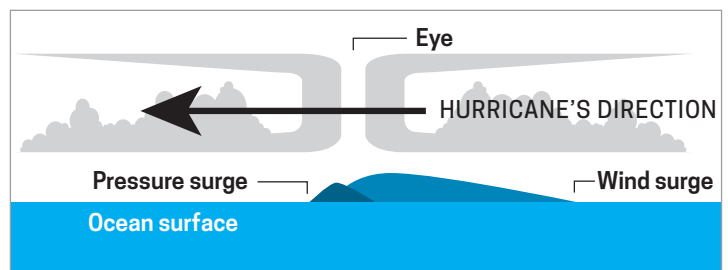 Eye
HURRICANE'S DIRECTION
Pressure surge
Wind surge
Ocean surface